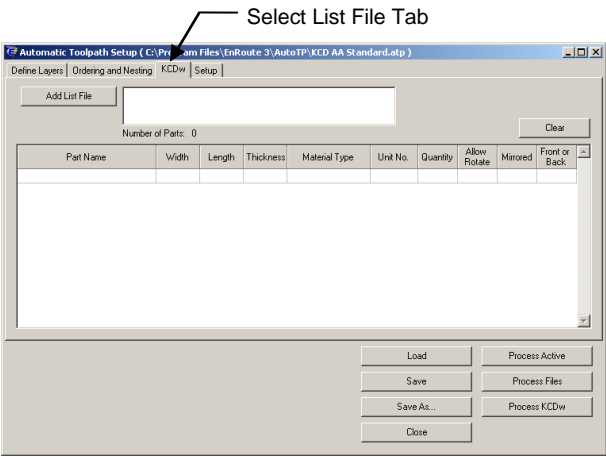 Select List File Tab
Automatic Toolpath Setup ( C:\Program Files\EnRoute 3\AutoTP\KCD AA Standard.atp )
Define Layers Ordering and Nesting KCDw Setup
Add List File
Number of Parts: 0
Clear
Part Name Width Length Thickness Material Type Unit No. Quantity Allow Rotate Mirrored Front or Back
Load Process Active
Save Process Files
Save As... Process KCDw
Close